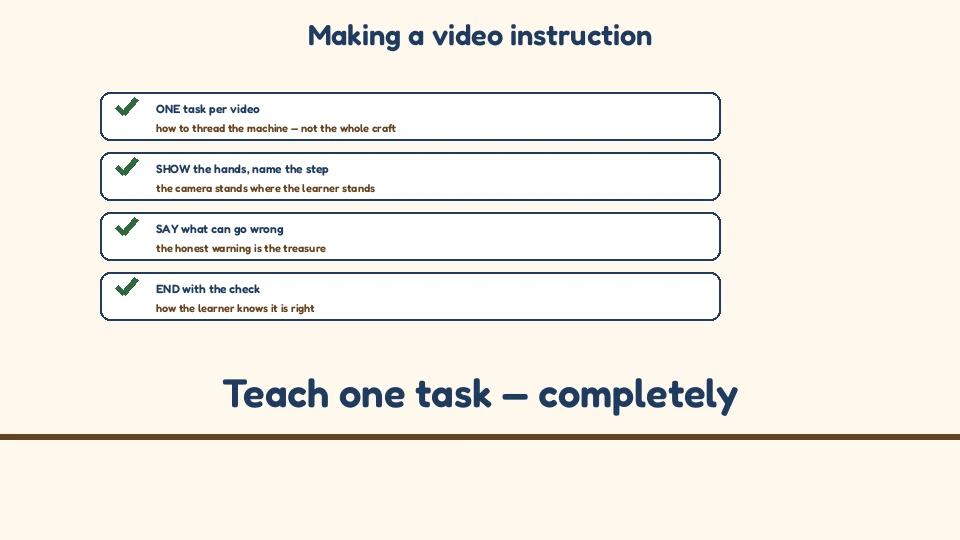 Making a video instruction
ONE task per video
how to thread the machine – not the whole craft
SHOW the hands, name the step
the camera stands where the learner stands
SAY what can go wrong
the honest warning is the treasure
END with the check
how the learner knows it is right
Teach one task – completely